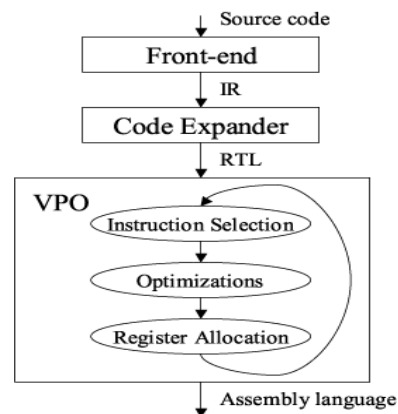 Source code
Front-end
IR
Code Expander
RTL
VPO
Instruction Selection
Optimizations
Register Allocation
Assembly language